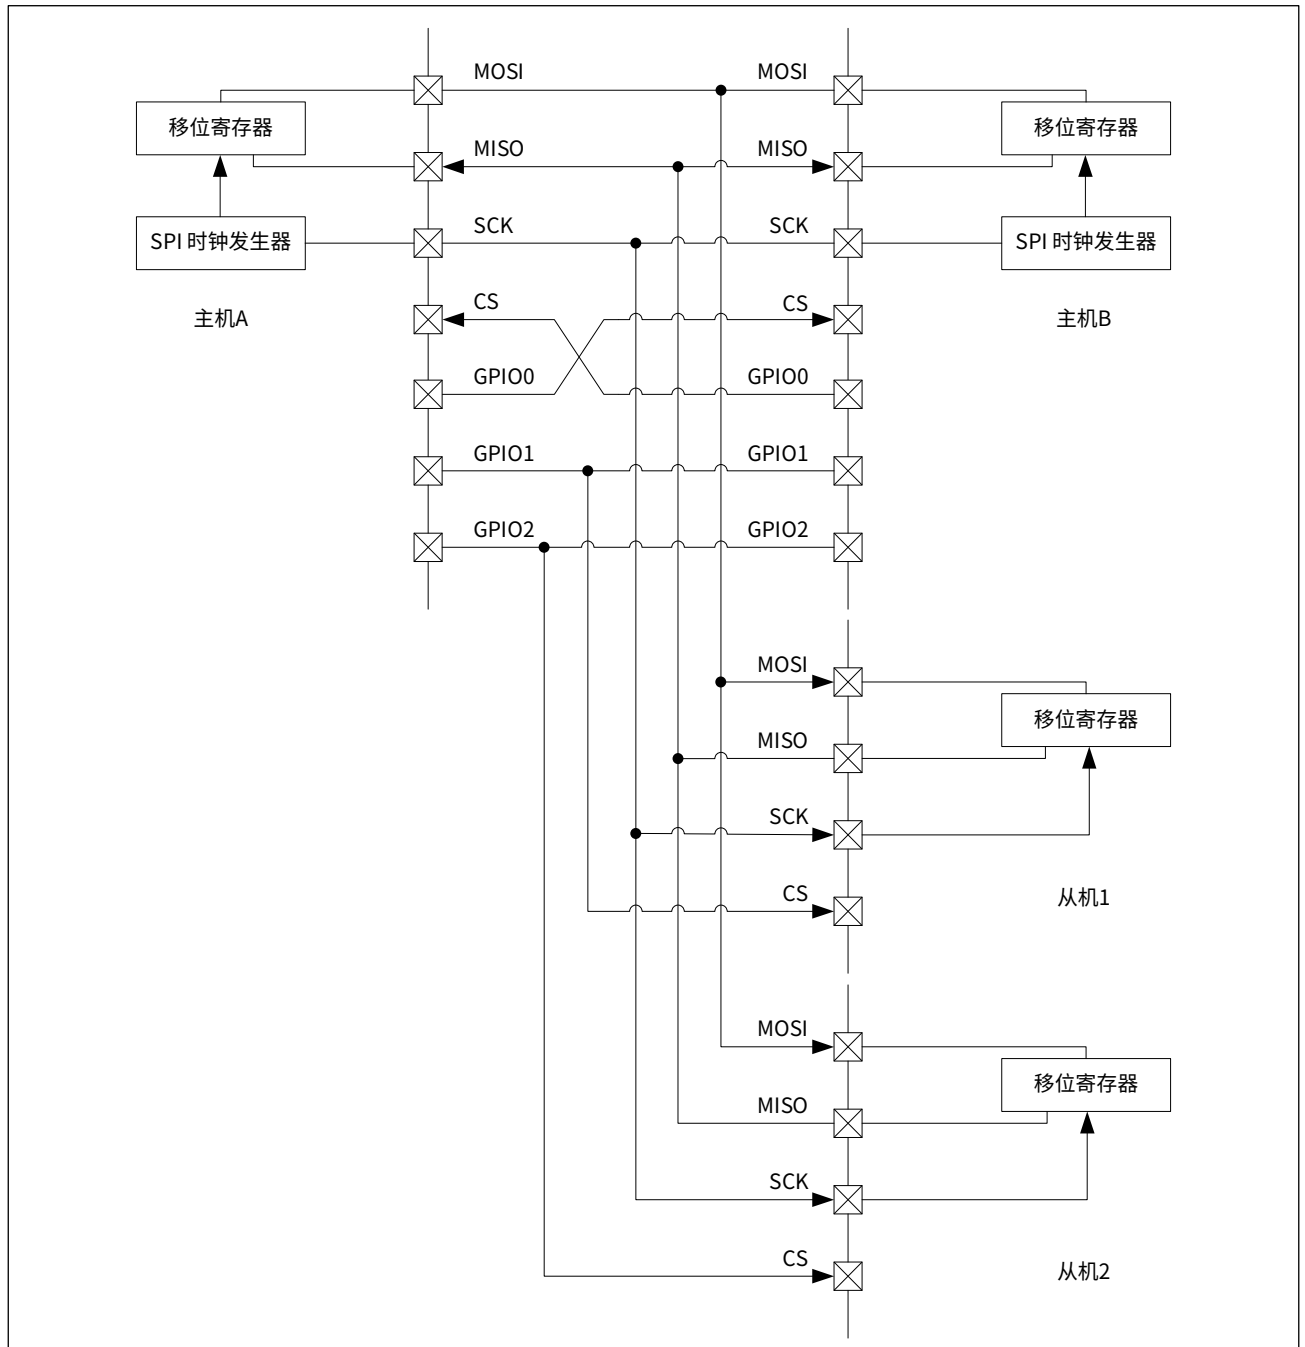 MOSI MOSI
移位寄存器 移位寄存器
MISO MISO
SCK SCK
SPI 时钟发生器 SPI 时钟发生器
CS CS
主机A 主机B
GPIO0 GPIO0
GPIO1 GPIO1
GPIO2 GPIO2
MOSI
移位寄存器
MISO
SCK
CS
从机1
MOSI
移位寄存器
MISO
SCK
CS
从机2